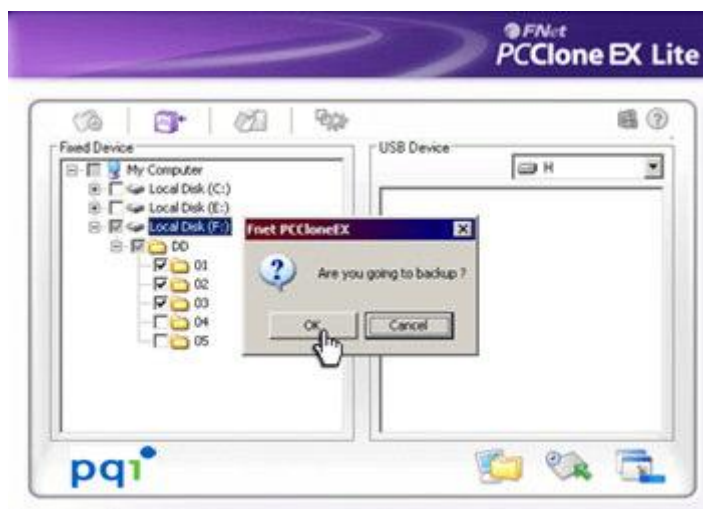 FNet
PCClone EX Lite
Fixed Device
USB Device
My Computer
H
Local Disk (C:)
Local Disk (E:)
Local Disk (F:)
Fnet PCCloneEX
DD
01
Are you going to backup ?
02
03
04
OK
Cancel
05
pqi